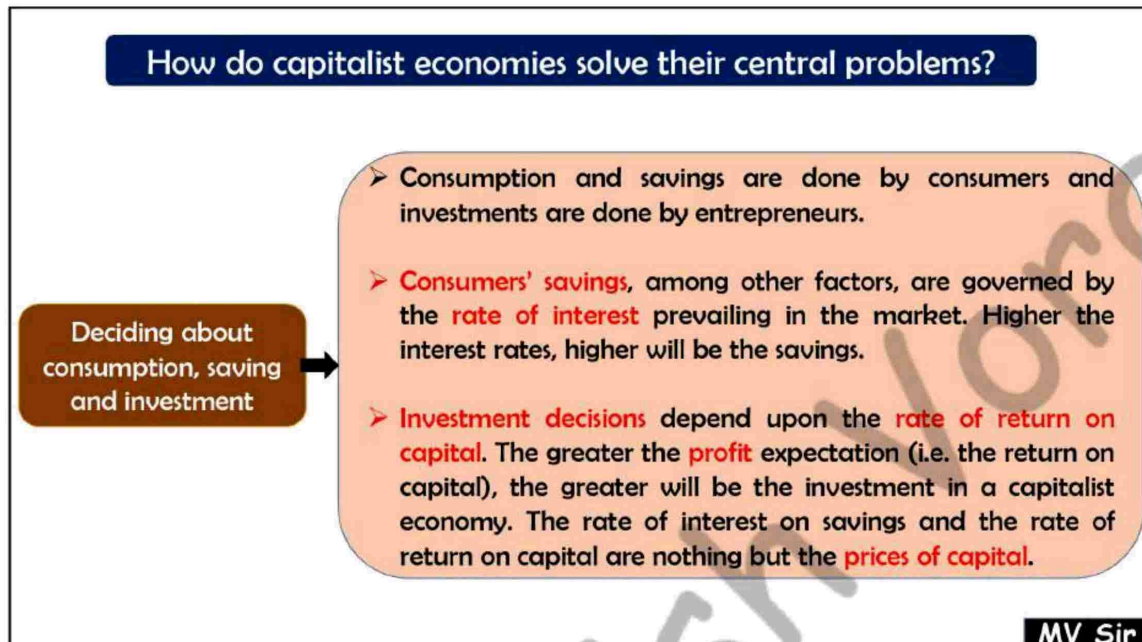 How do capitalist economies solve their central problems?
Deciding about
consumption, saving
and investment
➤ Consumption and savings are done by consumers and
investments are done by entrepreneurs.
➤ Consumers' savings, among other factors, are governed by
the rate of interest prevailing in the market. Higher the
interest rates, higher will be the savings.
➤ Investment decisions depend upon the rate of return on
capital. The greater the profit expectation (i.e. the return on
capital), the greater will be the investment in a capitalist
economy. The rate of interest on savings and the rate of
return on capital are nothing but the prices of capital.
MV Sir